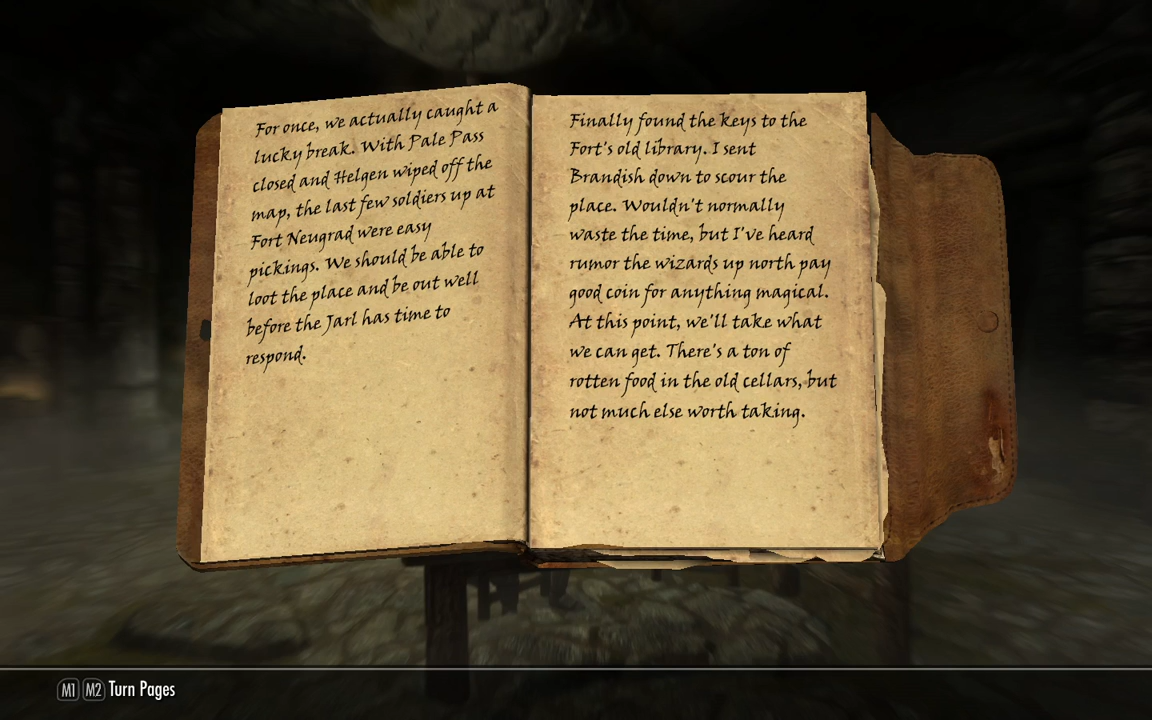 For once, we actually caught a
lucky break. With Pale Pass
closed and Helgen wiped off the
map, the last few soldiers up at
Fort Neugrad were easy
pickings. We should be able to
loot the place and be out well
before the Jarl has time to
respond.
Finally found the keys to the
Fort's old library. I sent
Brandish down to scour the
place. Wouldn't normally
waste the time, but I've heard
rumor the wizards up north pay
good coin for anything magical.
At this point, we'll take what
we can get. There's a ton of
rotten food in the old cellars, but
not much else worth taking.
M1 M2 Turn Pages